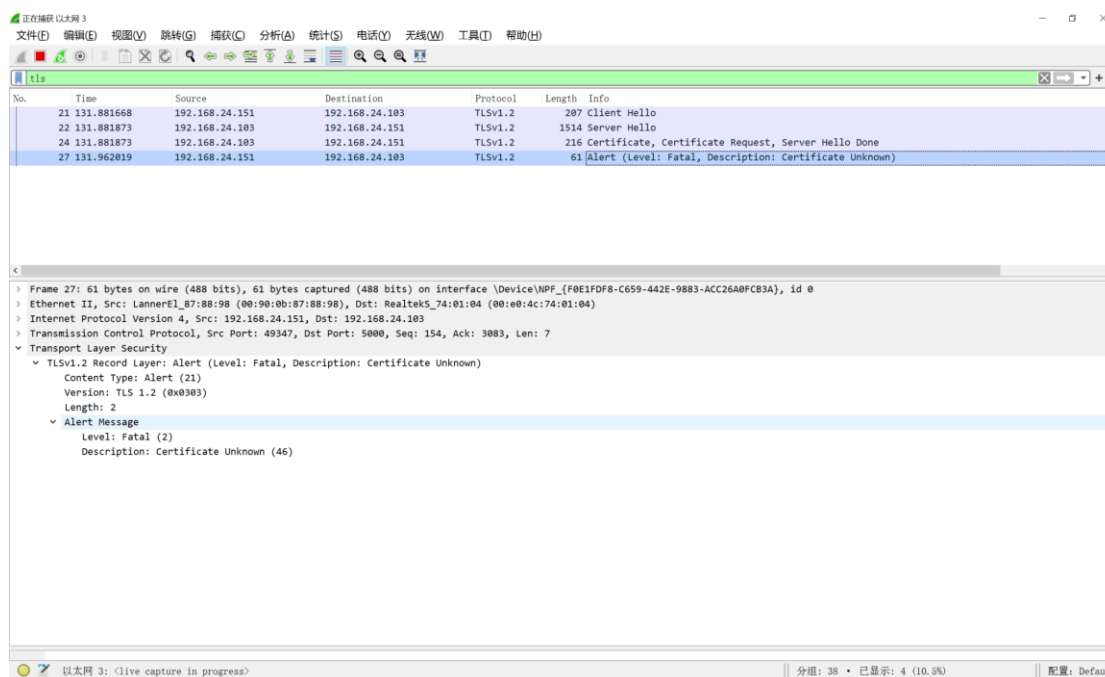 正在捕获 以太网 3
文件(F) 编辑(E) 视图(V) 跳转(G) 捕获(C) 分析(A) 统计(S) 电话(Y) 无线(W) 工具(T) 帮助(H)
tls
No. Time Source Destination Protocol Length Info
21 131.881668 192.168.24.151 192.168.24.103 TLSv1.2 207 Client Hello
22 131.881873 192.168.24.103 192.168.24.151 TLSv1.2 1514 Server Hello
24 131.881873 192.168.24.103 192.168.24.151 TLSv1.2 216 Certificate, Certificate Request, Server Hello Done
27 131.962019 192.168.24.151 192.168.24.103 TLSv1.2 61 Alert (Level: Fatal, Description: Certificate Unknown)
Frame 27: 61 bytes on wire (488 bits), 61 bytes captured (488 bits) on interface \Device\NPF_{F0E1FDF8-C659-442E-9883-ACC26A0FCB3A}, id 0
Ethernet II, Src: LannerEl_87:88:98 (00:90:0b:87:88:98), Dst: RealtekS_74:01:04 (00:e0:4c:74:01:04)
Internet Protocol Version 4, Src: 192.168.24.151, Dst: 192.168.24.103
Transmission Control Protocol, Src Port: 49347, Dst Port: 5000, Seq: 154, Ack: 3083, Len: 7
Transport Layer Security
TLSv1.2 Record Layer: Alert (Level: Fatal, Description: Certificate Unknown)
Content Type: Alert (21)
Version: TLS 1.2 (0x0303)
Length: 2
Alert Message
Level: Fatal (2)
Description: Certificate Unknown (46)
以太网 3: <live capture in progress> 分组: 38 • 已显示: 4 (10.5%) 配置: Defau